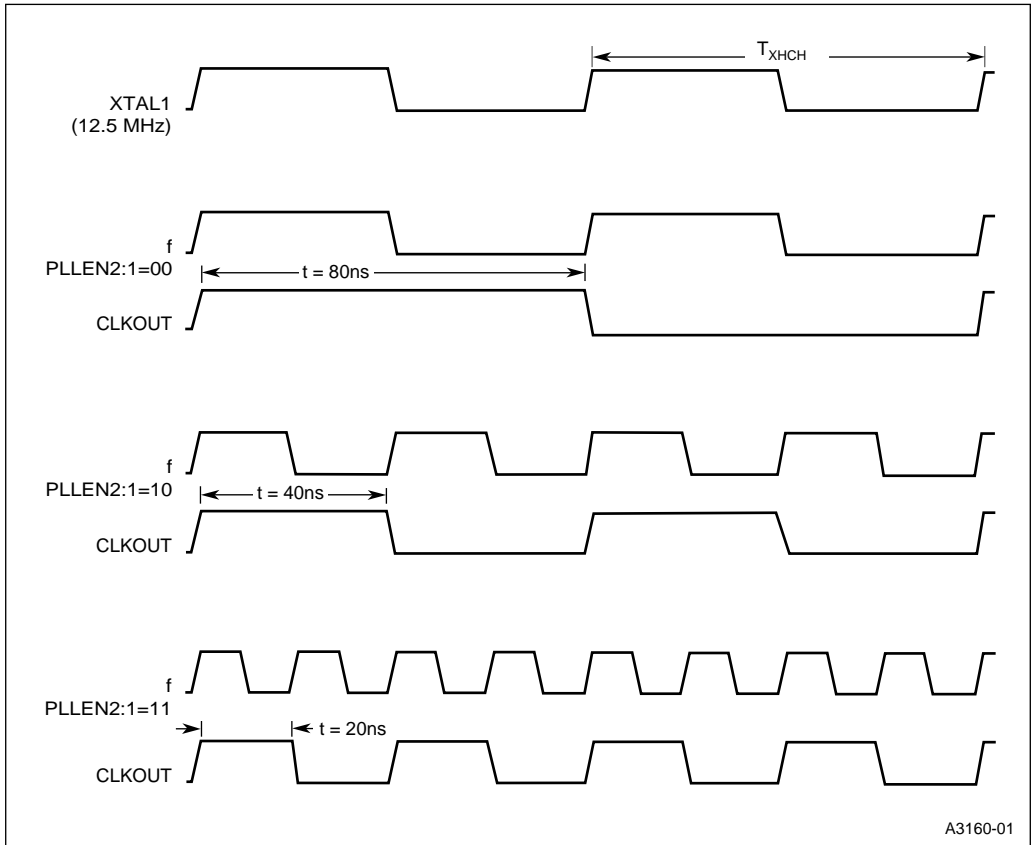 T_XHCH
XTAL1
(12.5 MHz)
f
PLLEN2:1=00
t = 80ns
CLKOUT
f
PLLEN2:1=10
t = 40ns
CLKOUT
f
PLLEN2:1=11
t = 20ns
CLKOUT
A3160-01